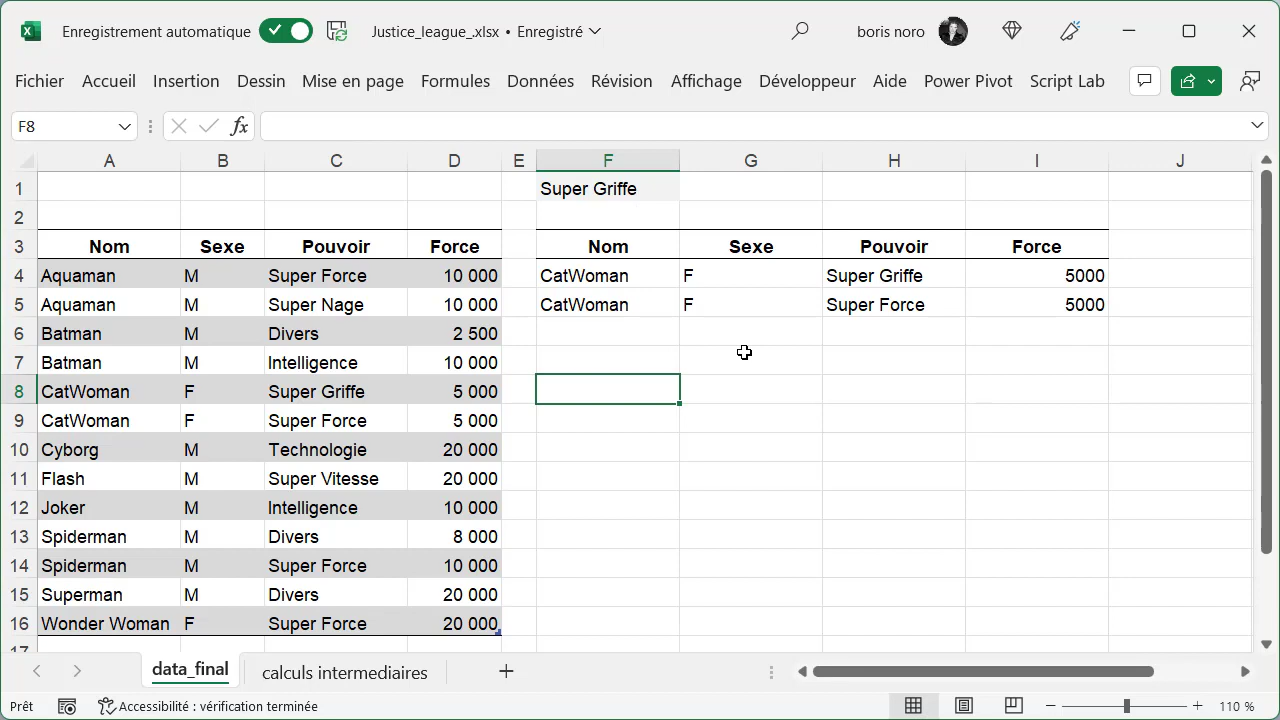 Enregistrement automatique Justice_league_.xlsx • Enregistré boris noro
Fichier Accueil Insertion Dessin Mise en page Formules Données Révision Affichage Développeur Aide Power Pivot Script Lab
F8 fx
A B C D E F G H I J
1 Super Griffe
2
3 Nom Sexe Pouvoir Force Nom Sexe Pouvoir Force
4 Aquaman M Super Force 10 000 CatWoman F Super Griffe 5000
5 Aquaman M Super Nage 10 000 CatWoman F Super Force 5000
6 Batman M Divers 2 500
7 Batman M Intelligence 10 000
8 CatWoman F Super Griffe 5 000
9 CatWoman F Super Force 5 000
10 Cyborg M Technologie 20 000
11 Flash M Super Vitesse 20 000
12 Joker M Intelligence 10 000
13 Spiderman M Divers 8 000
14 Spiderman M Super Force 10 000
15 Superman M Divers 20 000
16 Wonder Woman F Super Force 20 000
17
data_final calculs intermediaires
Prêt Accessibilité : vérification terminée 110 %